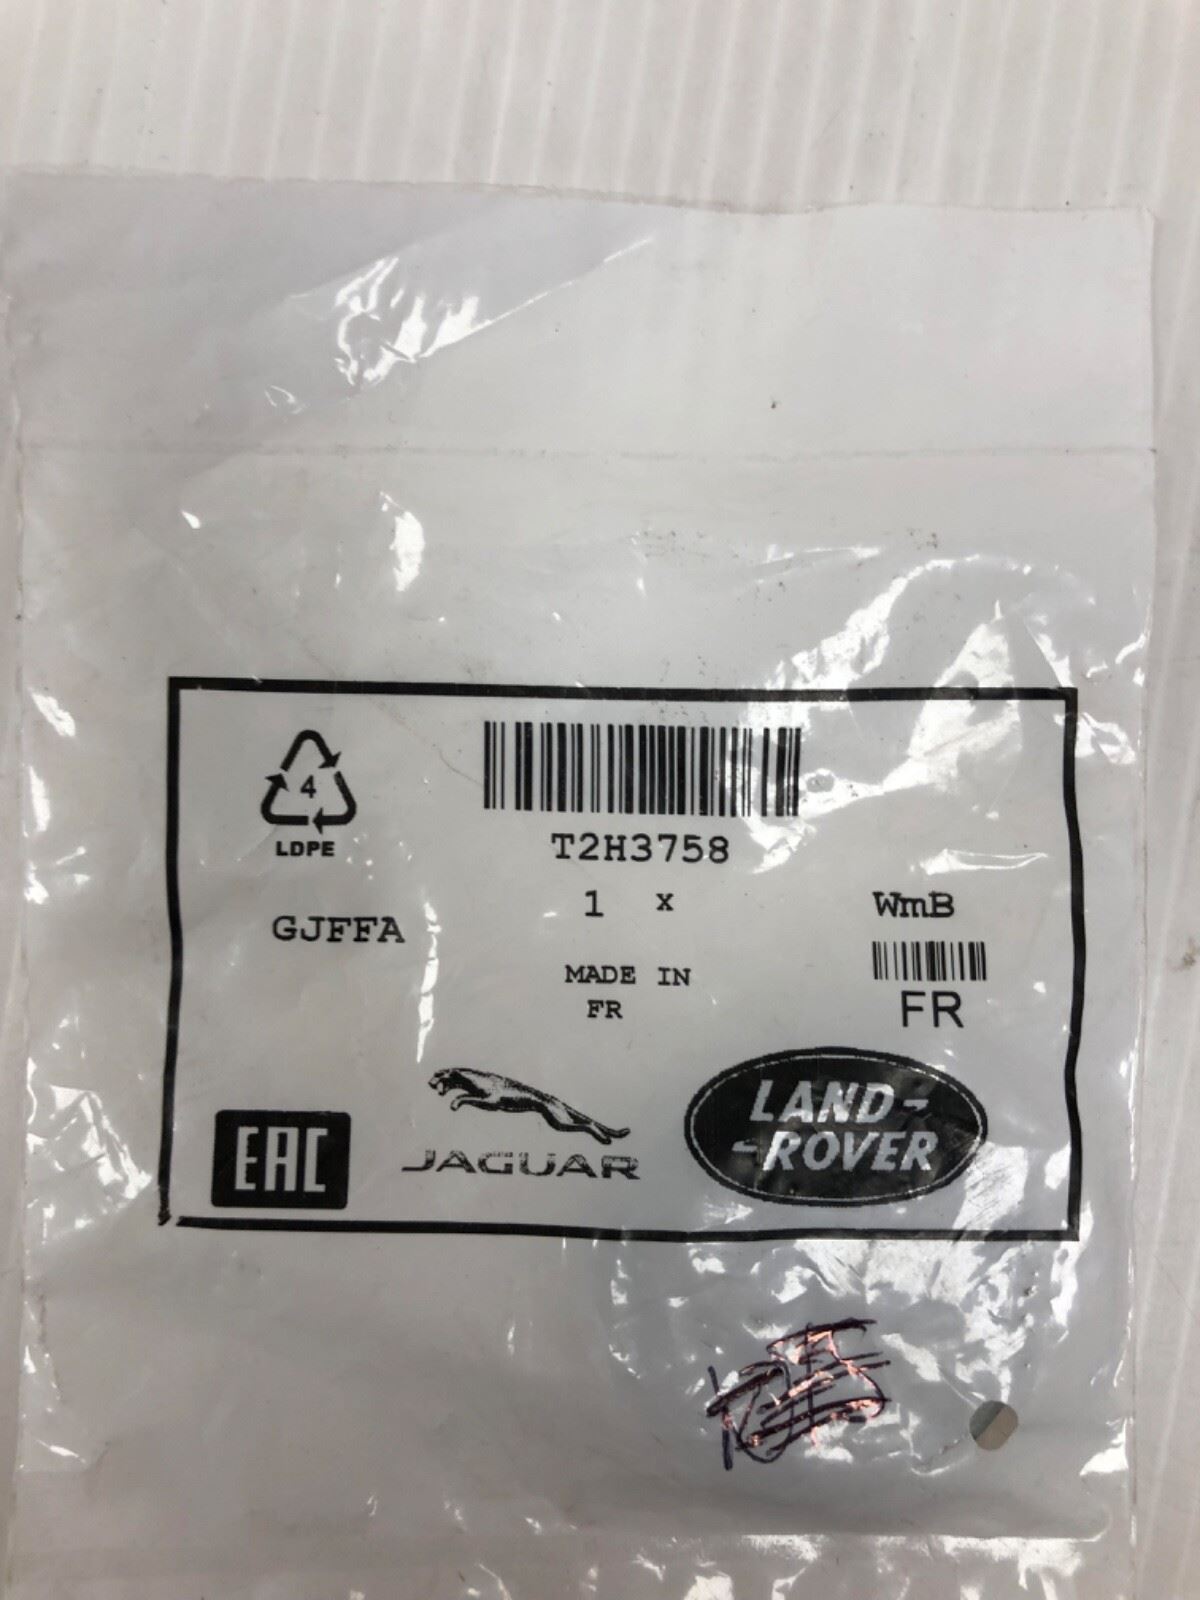 4
LDPE
T2H3758
1 x
WmB
GJFFA
MADE IN
FR
FR
EAC
JAGUAR
LAND-
-ROVER